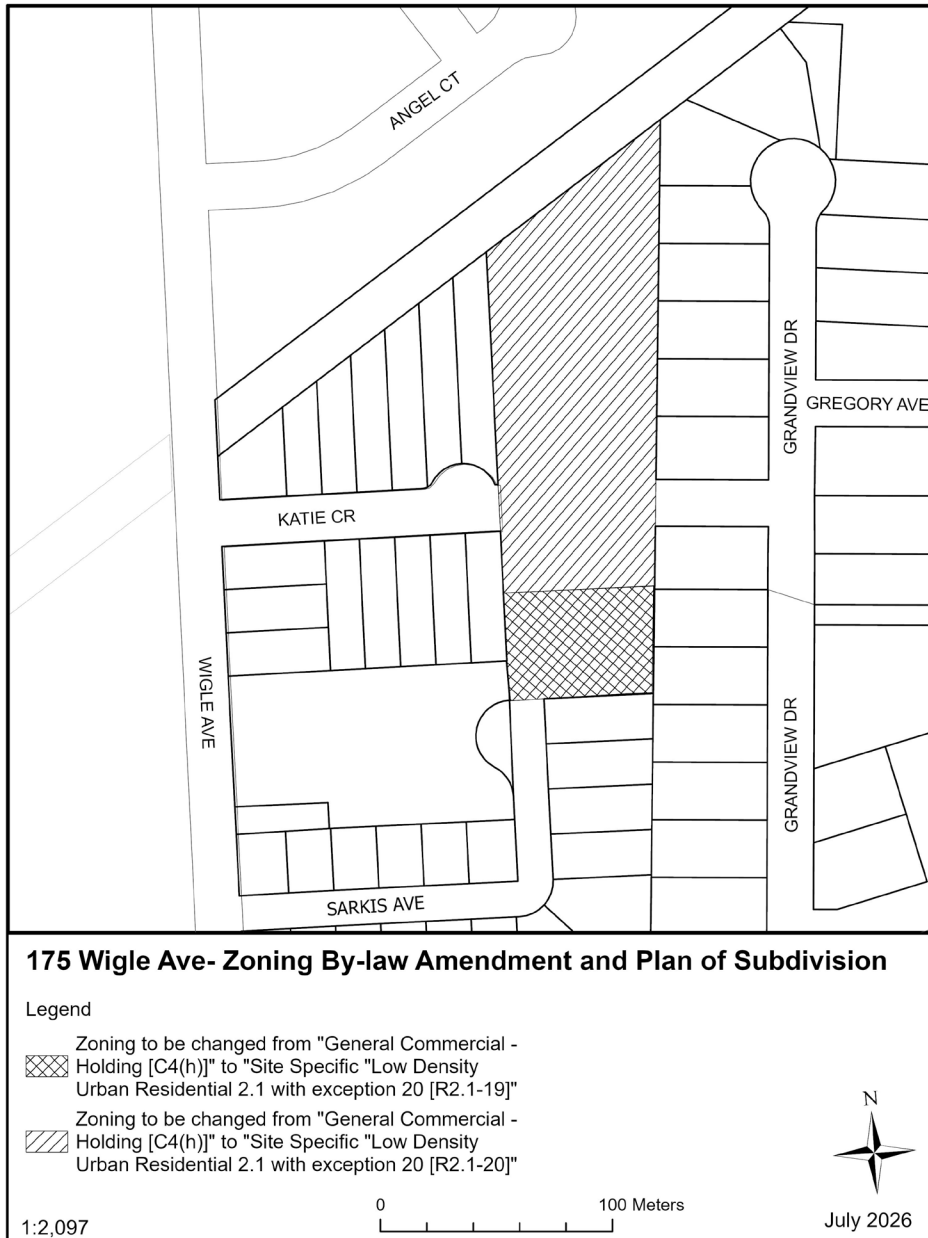 ANGEL CT
GRANDVIEW DR
GREGORY AVE
KATIE CR
WIGLE AVE
GRANDVIEW DR
SARKIS AVE
175 Wigle Ave- Zoning By-law Amendment and Plan of Subdivision
Legend
Zoning to be changed from "General Commercial -
Holding [C4(h)]" to "Site Specific "Low Density
Urban Residential 2.1 with exception 20 [R2.1-19]"
Zoning to be changed from "General Commercial -
Holding [C4(h)]" to "Site Specific "Low Density
Urban Residential 2.1 with exception 20 [R2.1-20]"
N
0 100 Meters
1:2,097
July 2026